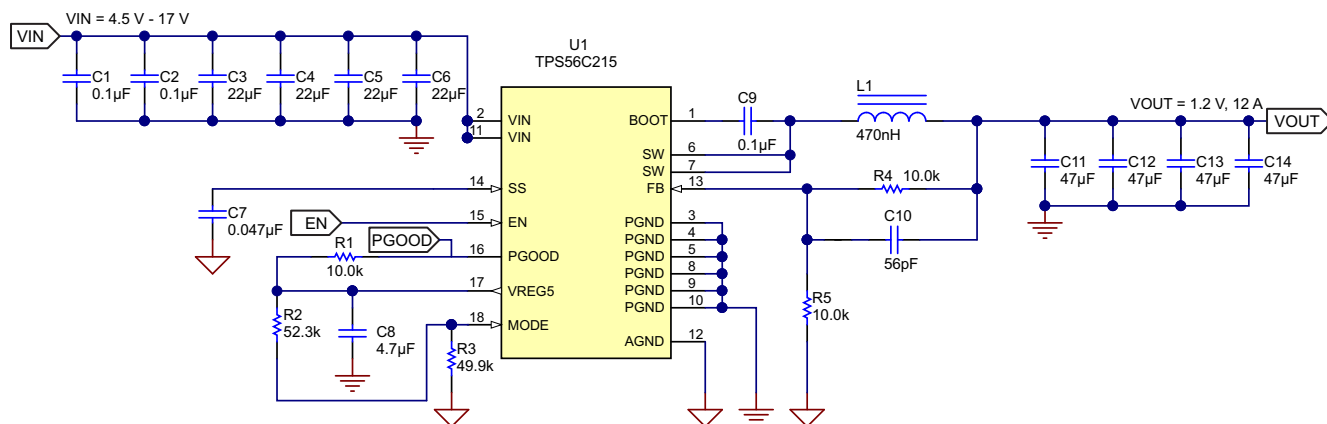 VIN
VIN = 4.5 V - 17 V
C1
0.1µF
C2
0.1µF
C3
22µF
C4
22µF
C5
22µF
C6
22µF
U1
TPS56C215
2
VIN
11
VIN
14
SS
15
EN
16
PGOOD
17
VREG5
18
MODE
BOOT
1
SW
6
SW
7
FB
13
PGND
3
PGND
4
PGND
5
PGND
8
PGND
9
PGND
10
AGND
12
C7
0.047µF
EN
PGOOD
R1
10.0k
R2
52.3k
C8
4.7µF
R3
49.9k
C9
0.1µF
L1
470nH
R4
10.0k
C10
56pF
R5
10.0k
VOUT = 1.2 V, 12 A
VOUT
C11
47µF
C12
47µF
C13
47µF
C14
47µF